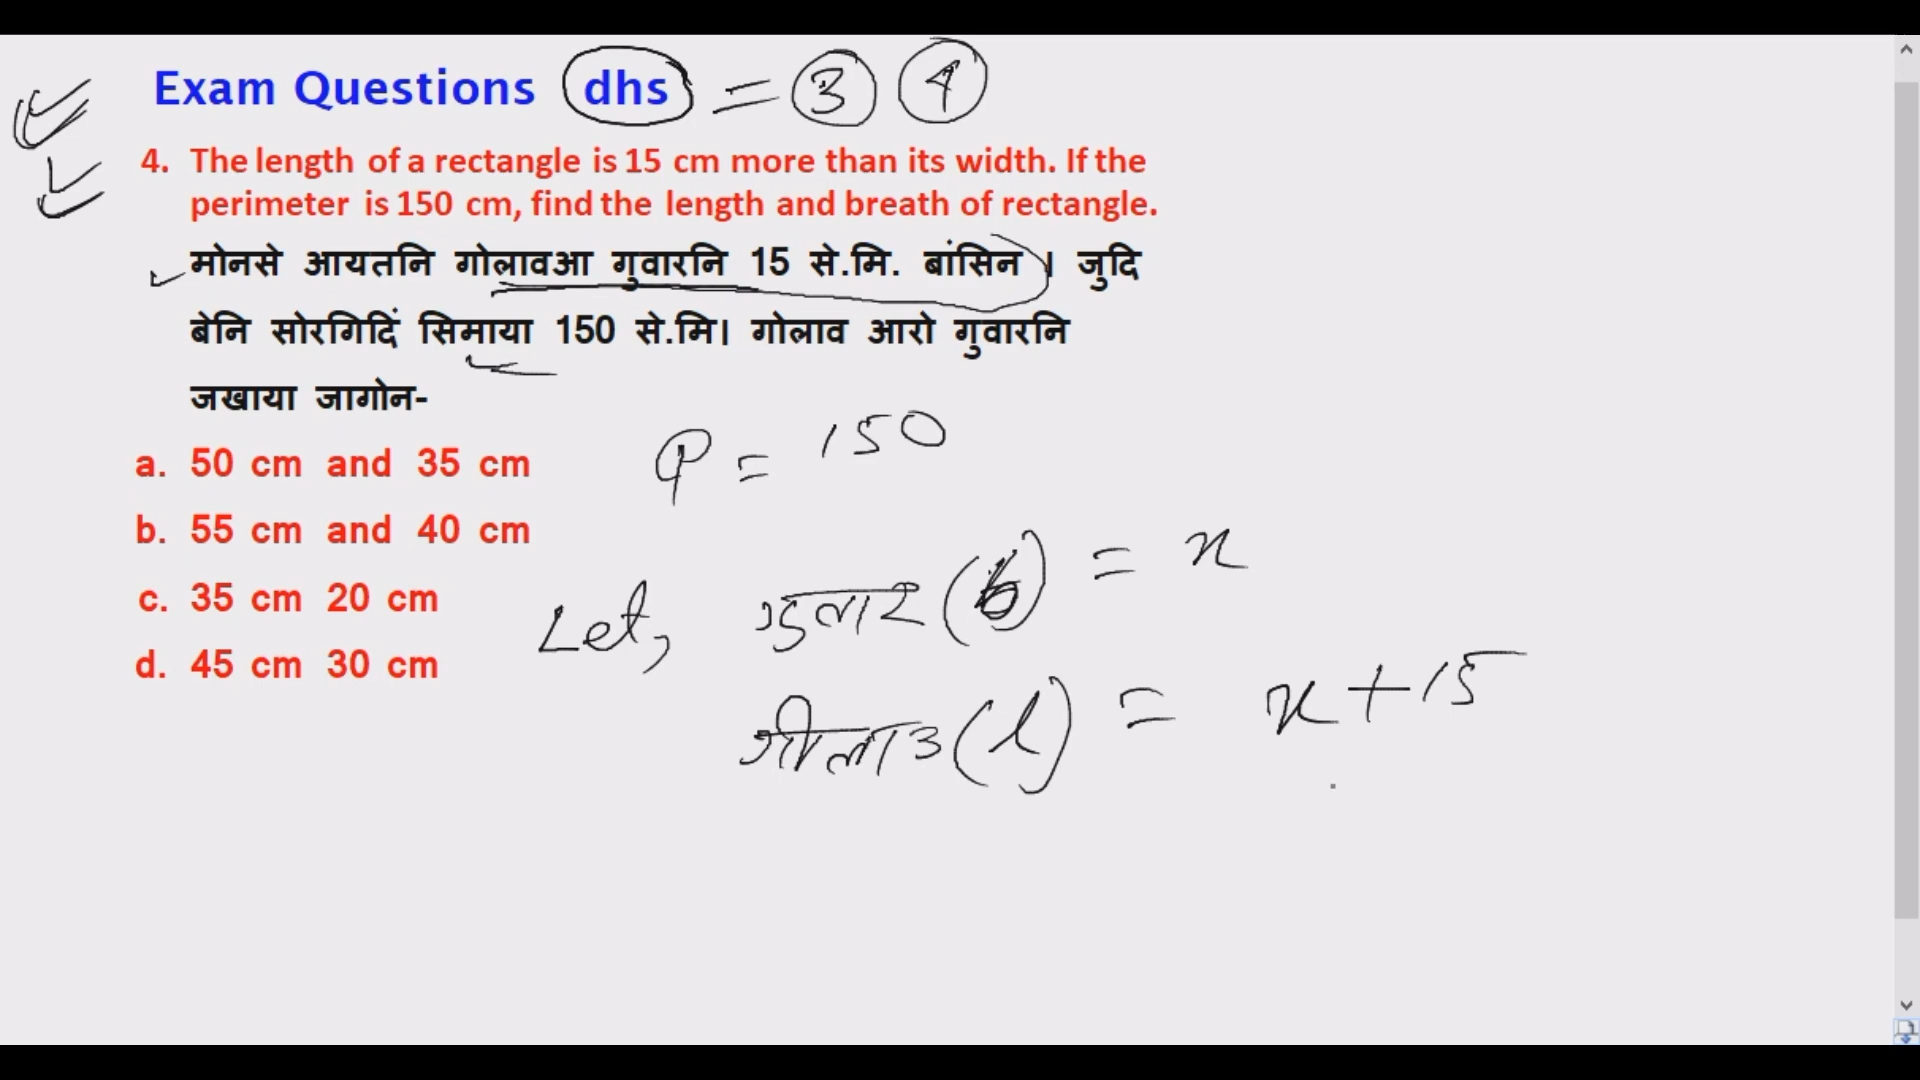 Exam Questions dhs = 3 4
4. The length of a rectangle is 15 cm more than its width. If the
perimeter is 150 cm, find the length and breath of rectangle.
मोनसे आयतनि गोलावआ गुवारनि 15 से.मि. बांसिन । जुदि
बेनि सोरगिदिं सिमाया 150 से.मि। गोलाव आरो गुवारनि
जखाया जागोन-
a. 50 cm and 35 cm
P = 150
b. 55 cm and 40 cm
c. 35 cm 20 cm
Let, गुवार (b) = x
d. 45 cm 30 cm
(l) = x + 15